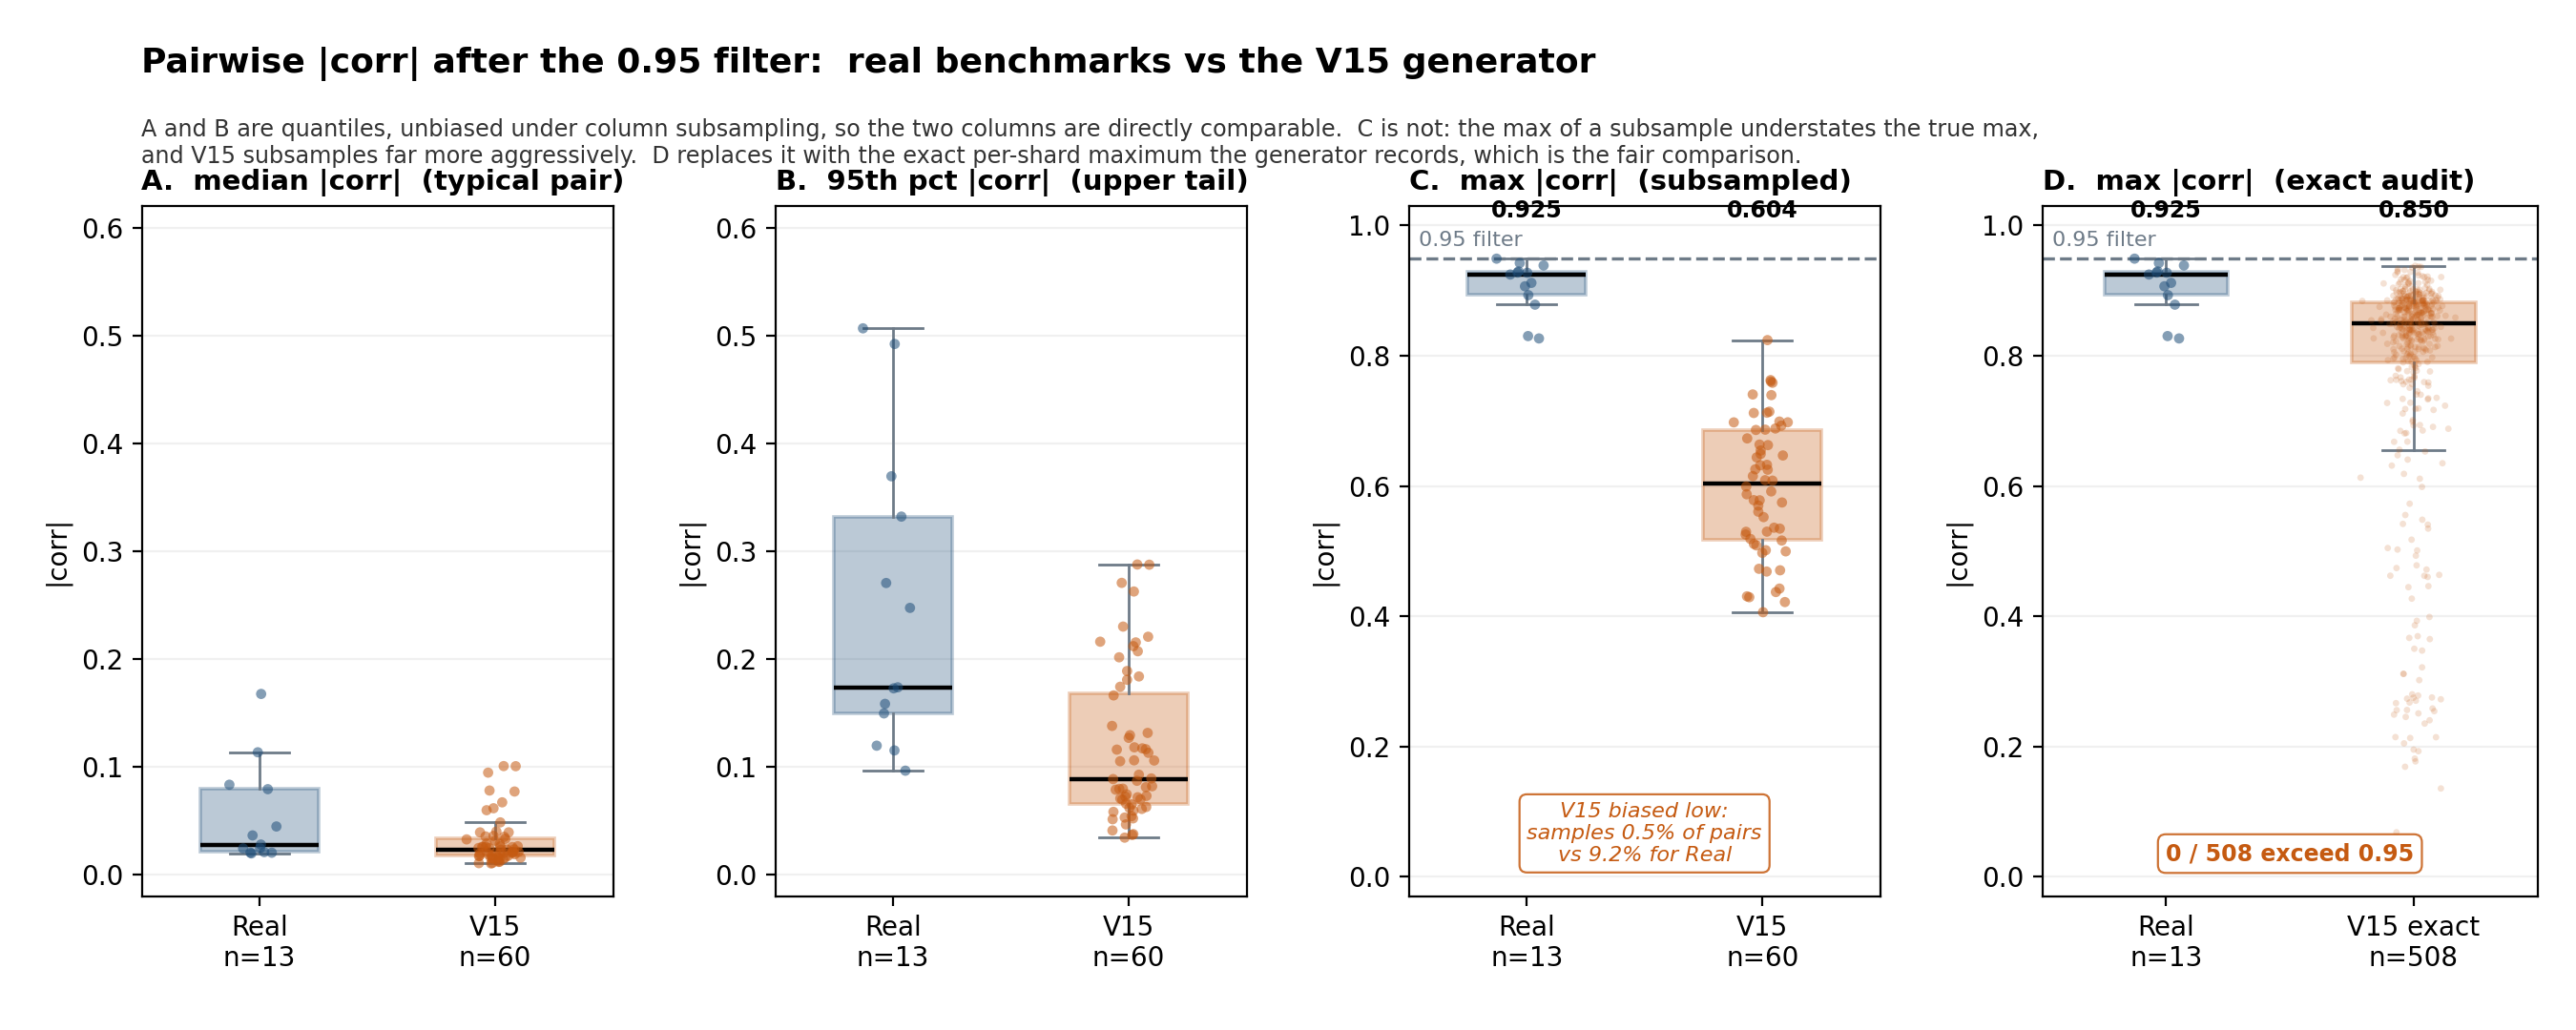 Pairwise |corr| after the 0.95 filter:  real benchmarks vs the V15 generator
A and B are quantiles, unbiased under column subsampling, so the two columns are directly comparable.  C is not: the max of a subsample understates the true max,
and V15 subsamples far more aggressively.  D replaces it with the exact per-shard maximum the generator records, which is the fair comparison.
A.  median |corr|  (typical pair)
|corr|
0.6
0.5
0.4
0.3
0.2
0.1
0.0
Real
n=13
V15
n=60
B.  95th pct |corr|  (upper tail)
|corr|
0.6
0.5
0.4
0.3
0.2
0.1
0.0
Real
n=13
V15
n=60
C.  max |corr|  (subsampled)
0.925
0.604
0.95 filter
|corr|
1.0
0.8
0.6
0.4
0.2
0.0
V15 biased low:
samples 0.5% of pairs
vs 9.2% for Real
Real
n=13
V15
n=60
D.  max |corr|  (exact audit)
0.925
0.850
0.95 filter
|corr|
1.0
0.8
0.6
0.4
0.2
0.0
0 / 508 exceed 0.95
Real
n=13
V15 exact
n=508